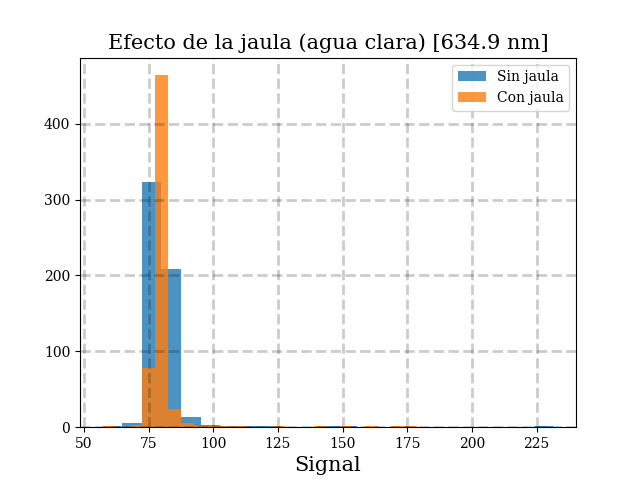 Efecto de la jaula (agua clara) [634.9 nm]
Sin jaula
Con jaula
400
300
200
100
0
50 75 100 125 150 175 200 225
Signal